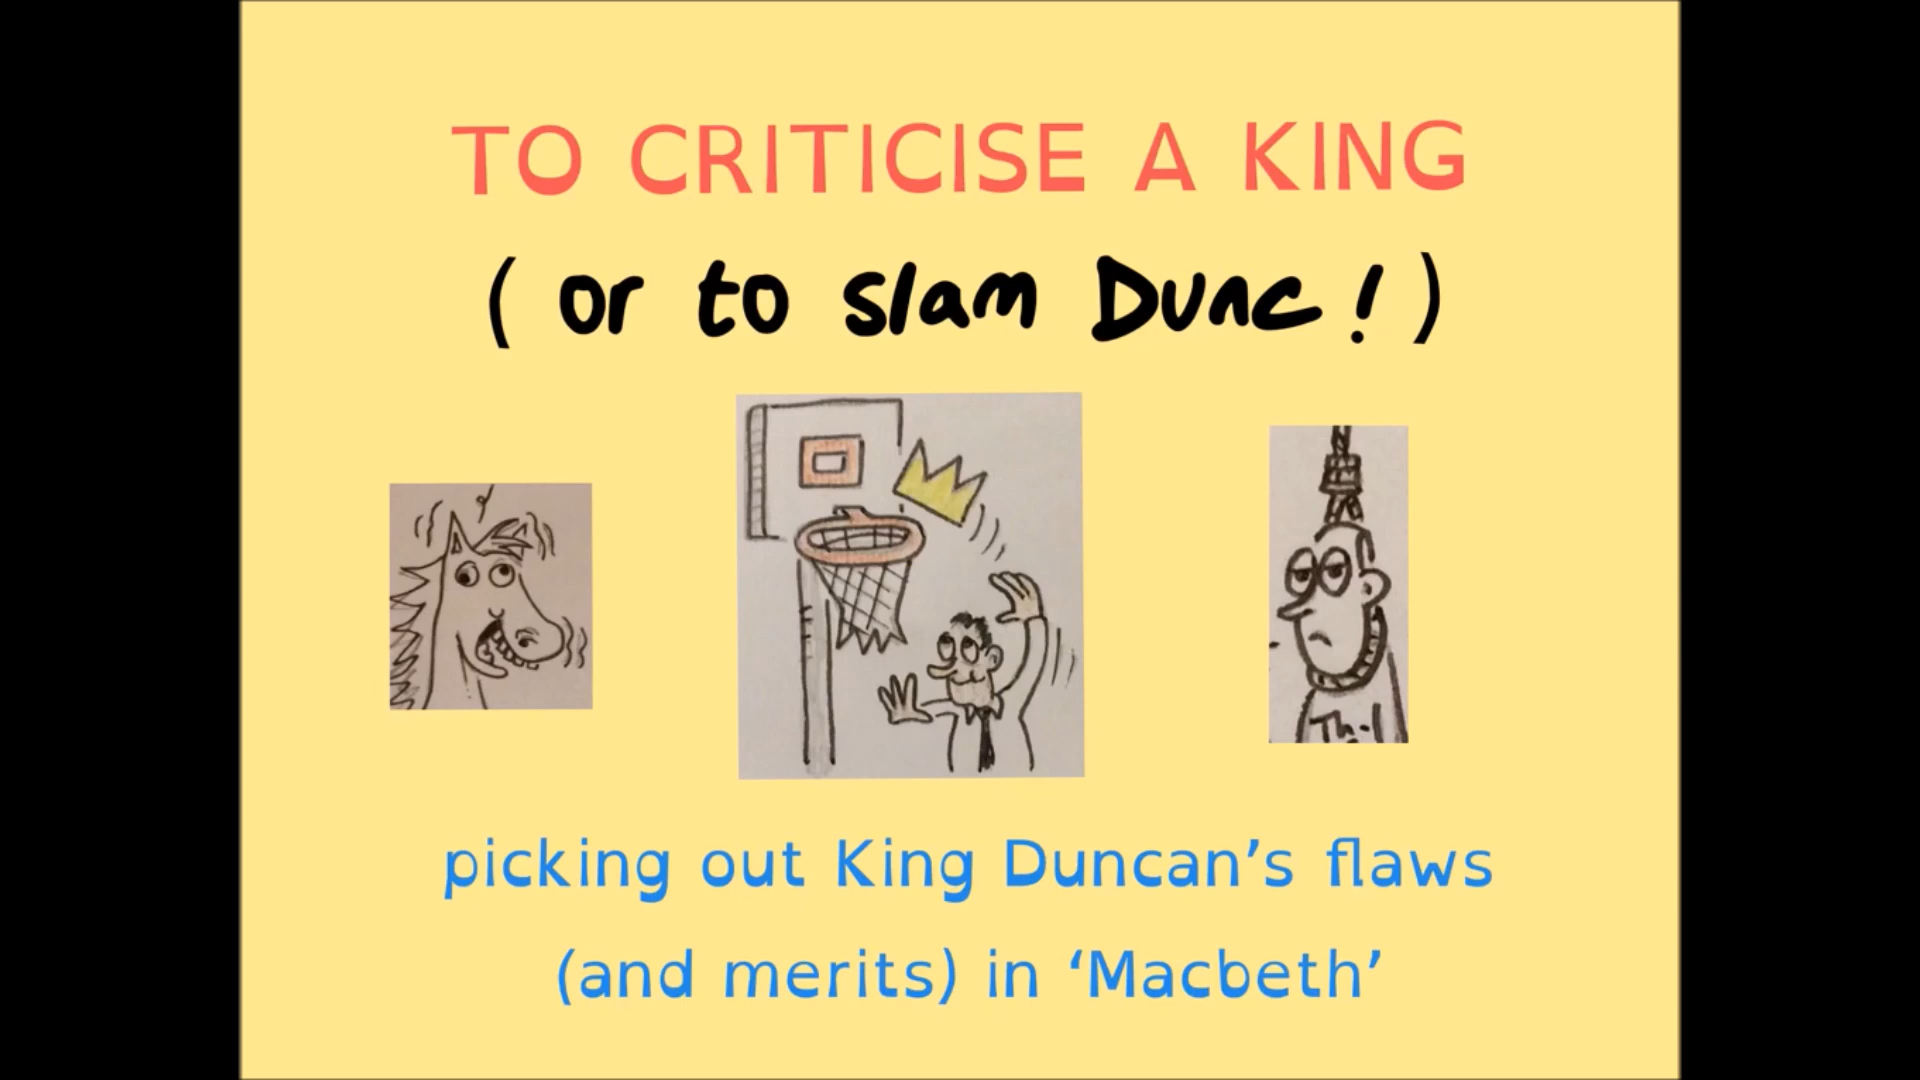 TO CRITICISE A KING
(or to slam Dunc!)
picking out King Duncan’s flaws
(and merits) in ‘Macbeth’